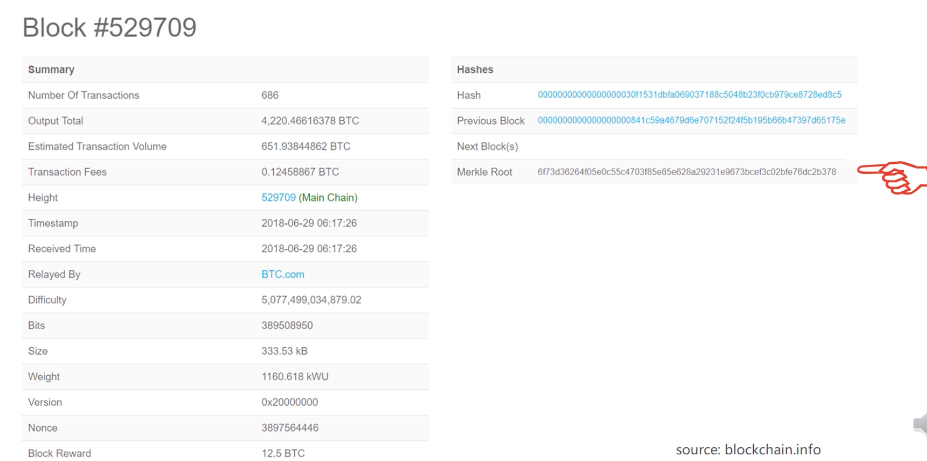 Block #529709
Summary
Number Of Transactions 686
Output Total 4,220.46616378 BTC
Estimated Transaction Volume 651.93844862 BTC
Transaction Fees 0.12458867 BTC
Height 529709 (Main Chain)
Timestamp 2018-06-29 06:17:26
Received Time 2018-06-29 06:17:26
Relayed By BTC.com
Difficulty 5,077,499,034,879.02
Bits 389508950
Size 333.53 kB
Weight 1160.618 kWU
Version 0x20000000
Nonce 3897564446
Block Reward 12.5 BTC
Hashes
Hash 00000000000000000030f1531dbfa069037188c5048b23f0cb979ce8728ed8c5
Previous Block 0000000000000000000841c59a4679d6e707152f24f5b195b66b47397d65175e
Next Block(s)
Merkle Root 6f73d36264f05e0c55c4703f85e85e628a29231e9673bcef3c02bfe76dc2b378
source: blockchain.info